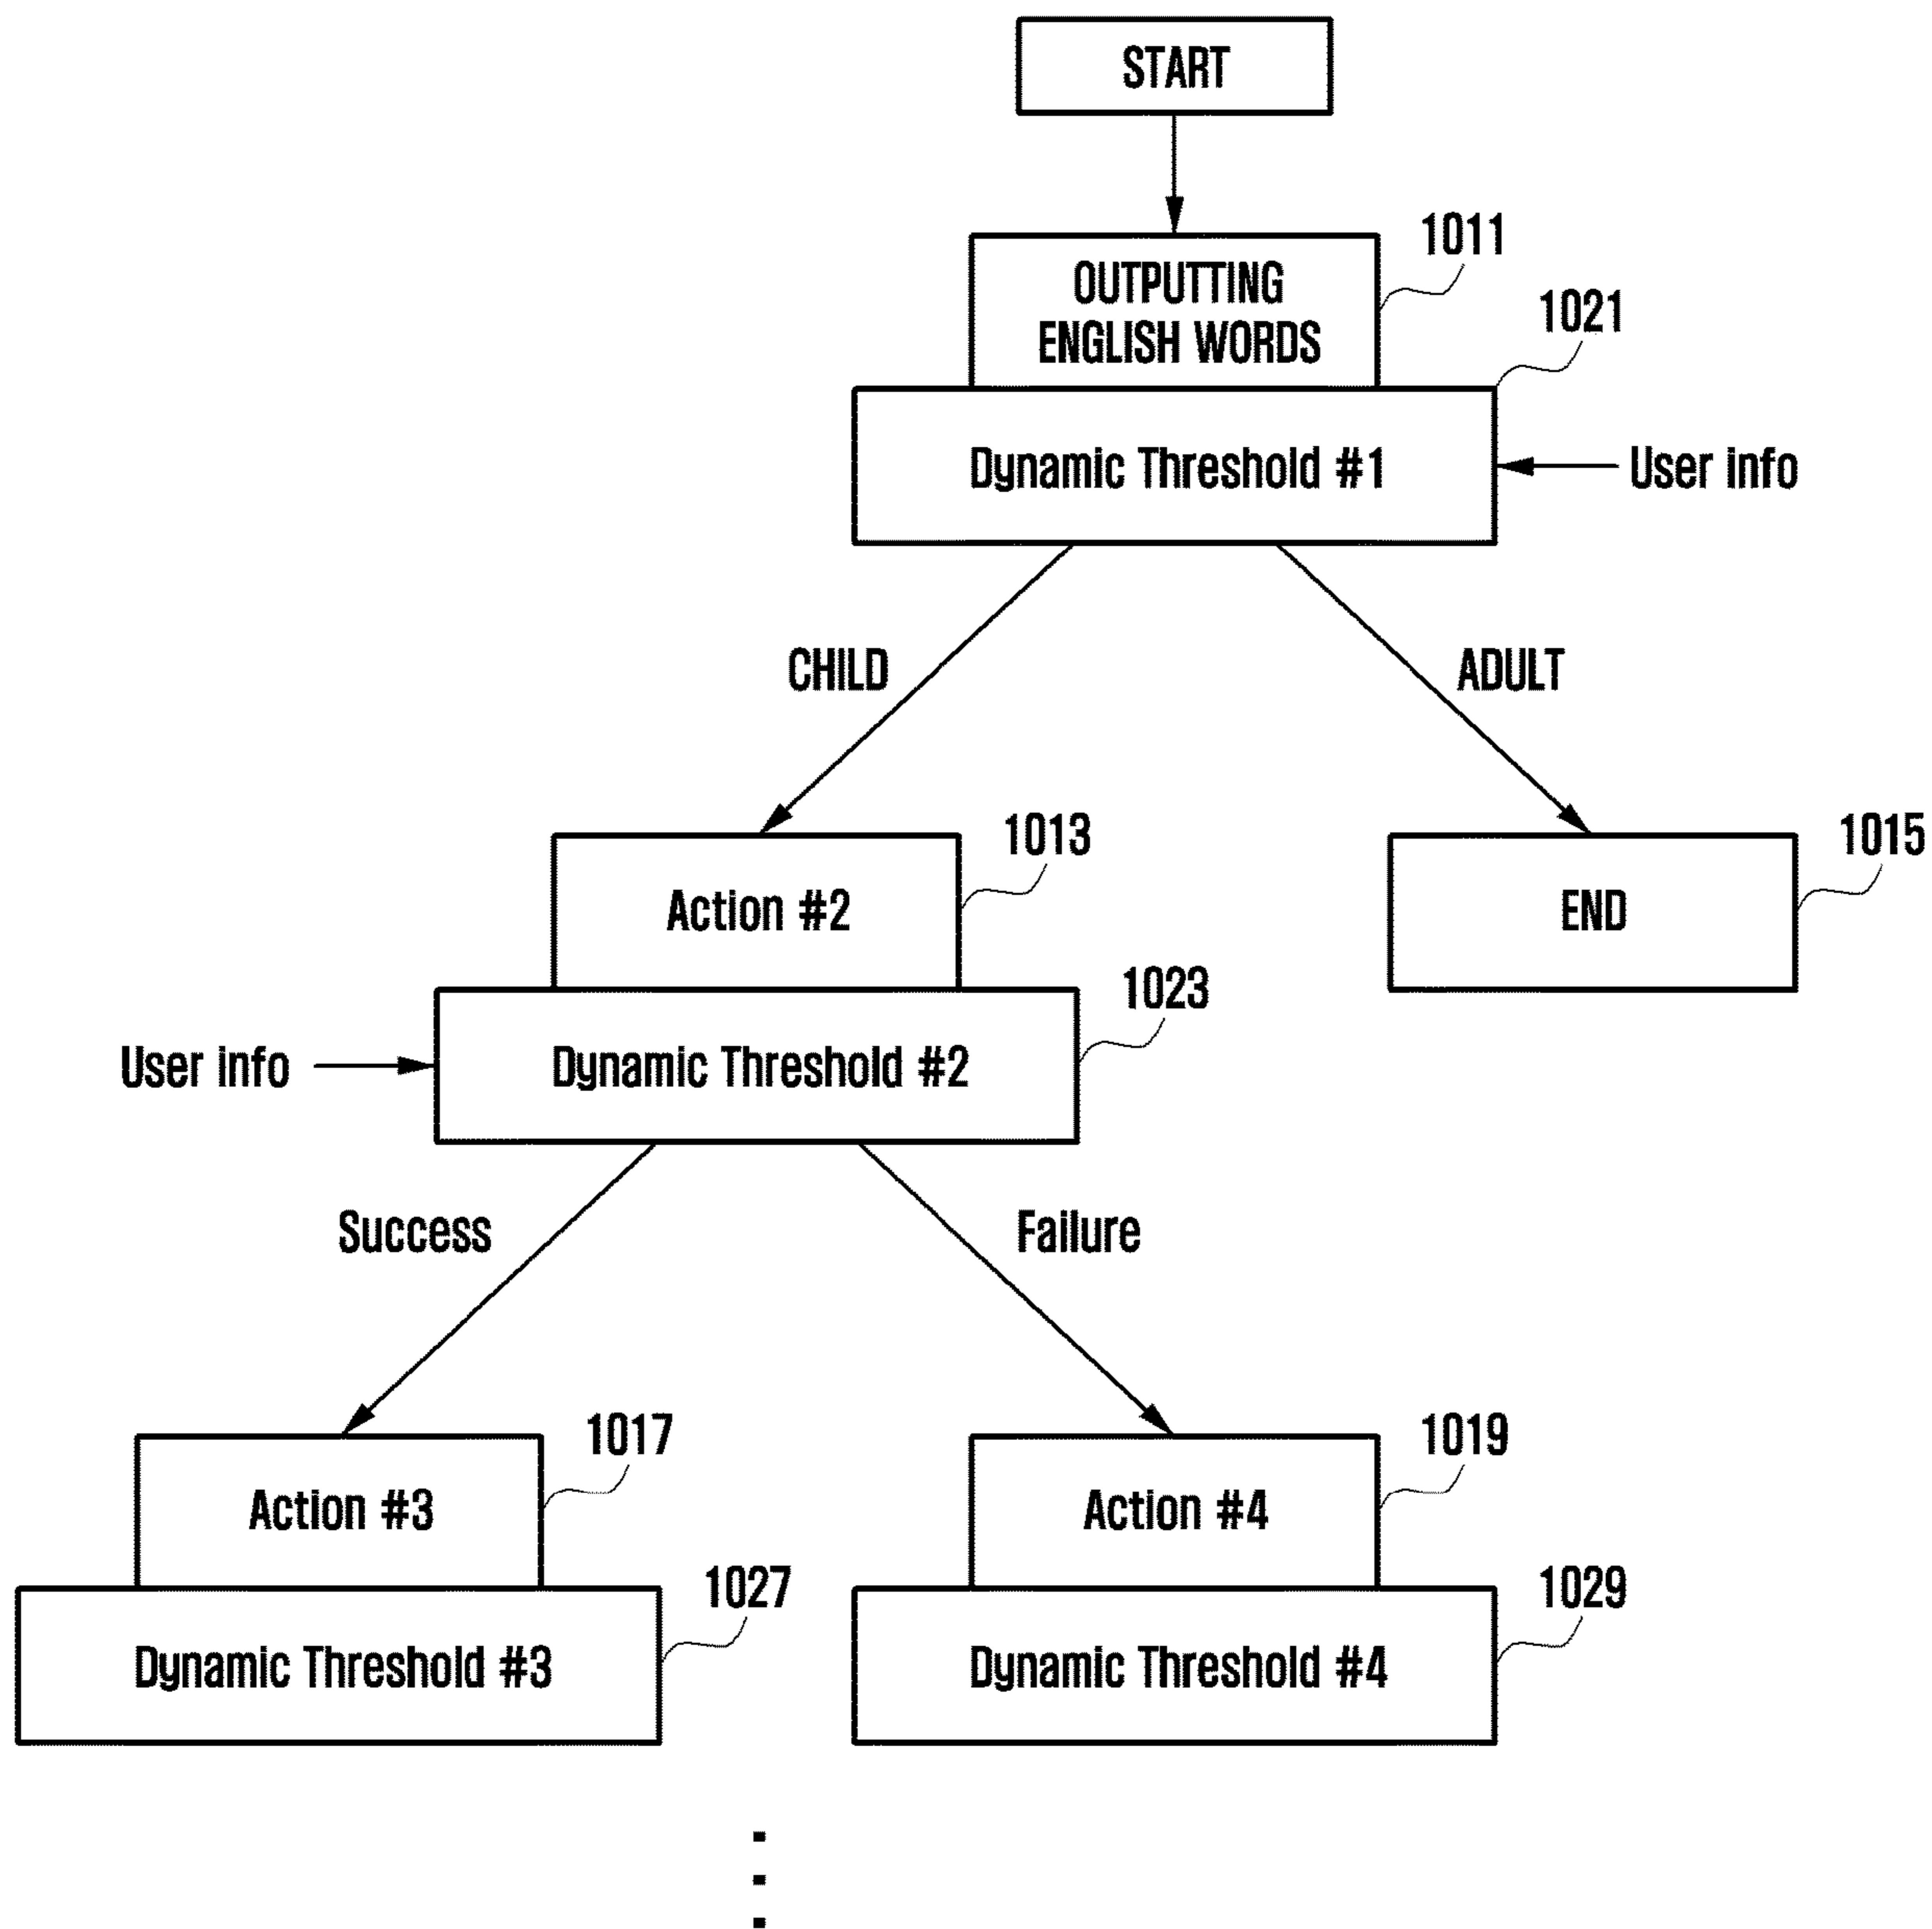 START
1011
OUTPUTTING
ENGLISH WORDS
1021
Dynamic Threshold #1
User info
CHILD
ADULT
1013
1015
Action #2
END
1023
User info
Dynamic Threshold #2
Success
Failure
1017
1019
Action #3
Action #4
1027
1029
Dynamic Threshold #3
Dynamic Threshold #4